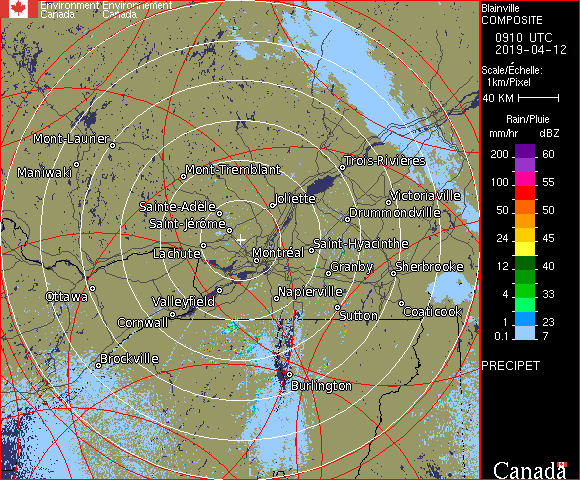 Environment Environnement
Canada Canada
Blainville
COMPOSITE
0910 UTC
2019-04-12
Scale/Échelle:
1km/Pixel
40 KM
Rain/Pluie
mm/hr dBZ
200 60
100 55
50 50
24 45
12 40
4 33
1 23
0.1 7
PRECIPET
Canada
Mont-Laurier
Maniwaki
Mont-Tremblant
Trois-Rivières
Joliette
Victoriaville
Sainte-Adele
Drummondville
Saint-Jérôme
Saint-Hyacinthe
Lachute
Montréal
Granby
Sherbrooke
Ottawa
Valleyfield
Napierville
Cornwall
Sutton
Coaticook
Brockville
Burlington